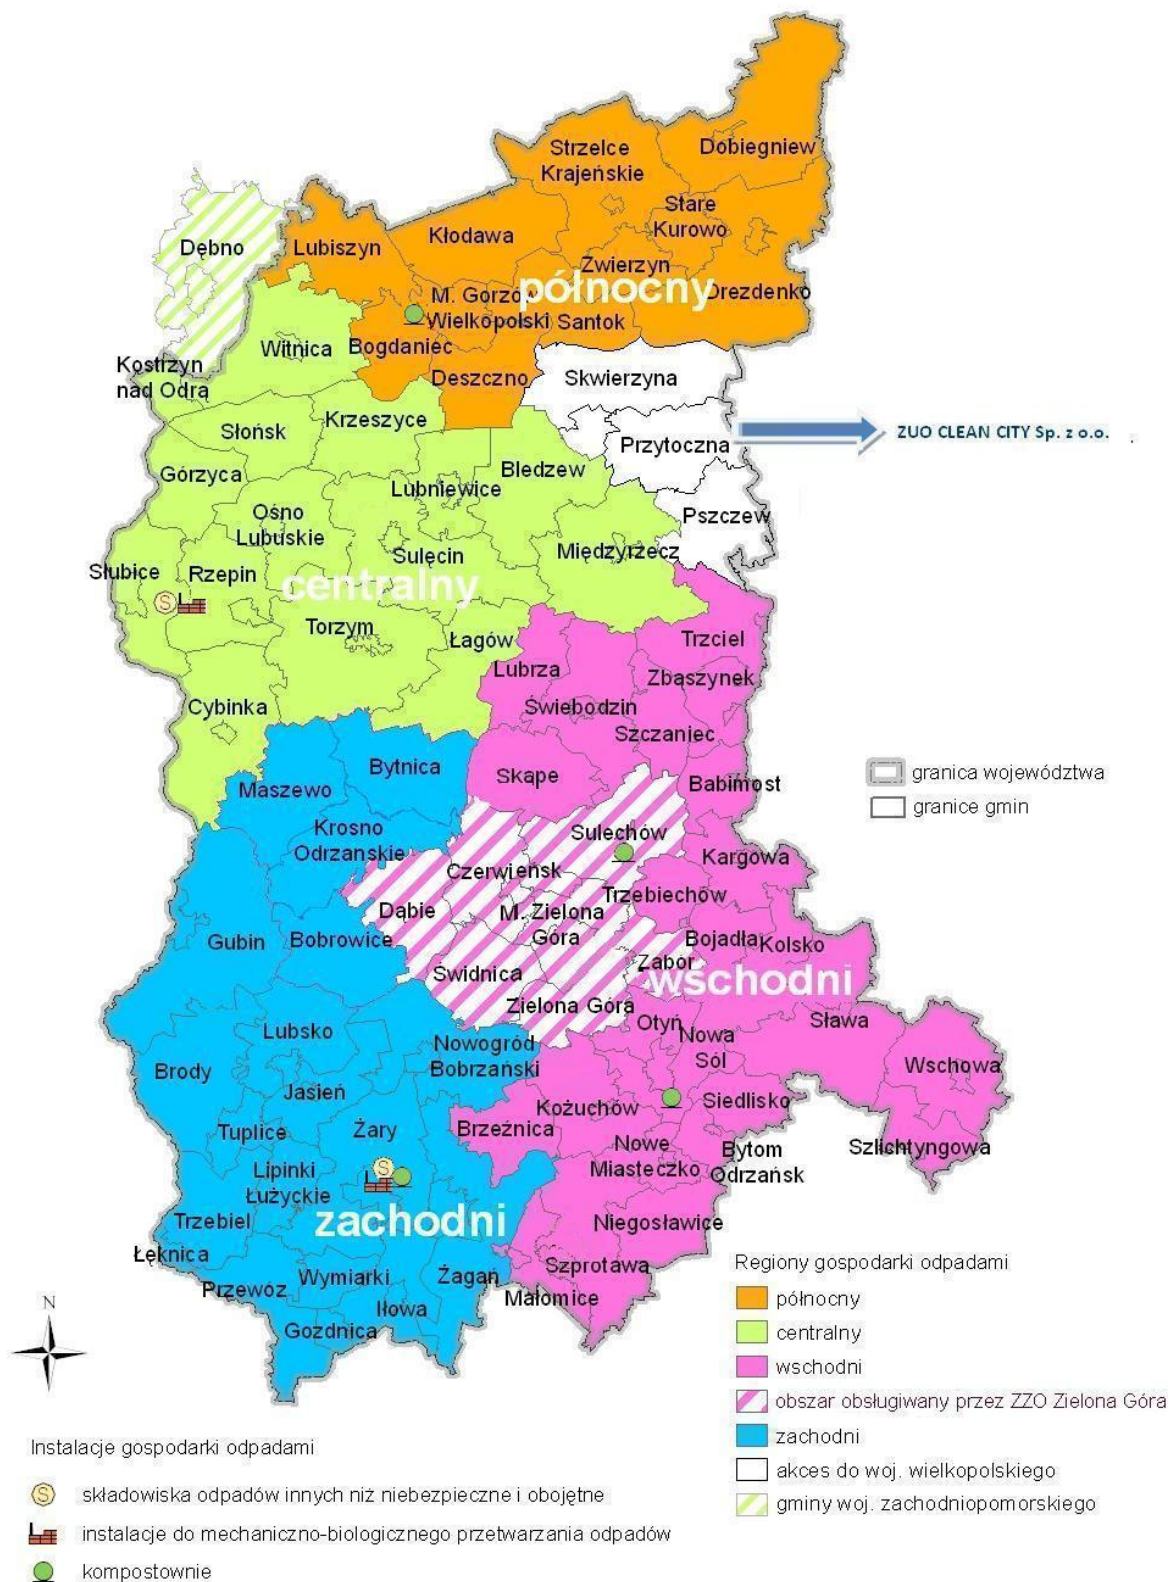 Strzelce
Krajeńskie
Dobiegniew
Stare
Kurowo
Kłodawa
Dębno
Lubiszyn
Zwierzyn
północny
Drezdenko
M. Gorzów
Wielkopolski
Santok
Witnica
Bogdaniec
Kostrzyn
nad Odrą
Deszczno
Skwierzyna
Krzeszyce
Słońsk
Przytoczna
ZUO CLEAN CITY Sp. z o.o.
Górzyca
Bledzew
Lubniewice
Ośno
Lubuskie
Pszczew
Sulęcin
Międzyrzecz
Słubice
Rzepin
centralny
S
Torzym
Łagów
Trzciel
Lubrza
Zbąszynek
Cybinka
Świebodzin
Szczaniec
Bytnica
Skape
Babimost
granica województwa
Maszewo
granice gmin
Krosno
Odrzanskie
Sulechów
Kargowa
Czerwieńsk
Trzebiechów
Dąbie
M. Zielona
Góra
Gubin
Bobrowice
Bojadła
Kolsko
Zabór
Swidnica
wschodni
Zielona Góra
Otyń
Nowa
Sól
Sława
Lubsko
Nowogród
Bobrzański
Brody
Wschowa
Jasień
Kożuchów
Siedlisko
Tuplice
Żary
Brzeźnica
Nowe
Miasteczko
Bytom
Odrzańsk
Szlichtyngowa
Lipinki
Łużyckie
S
Trzebiel
zachodni
Niegosławice
Łęknica
Przewóz
Wymiarki
Żagań
Szprotawa
Małomice
Iłowa
Gozdnica
N
Regiony gospodarki odpadami
północny
centralny
wschodni
obszar obsługiwany przez ZZO Zielona Góra
zachodni
akces do woj. wielkopolskiego
gminy woj. zachodniopomorskiego
Instalacje gospodarki odpadami
S składowiska odpadów innych niż niebezpieczne i obojętne
instalacje do mechaniczno-biologicznego przetwarzania odpadów
kompostownie